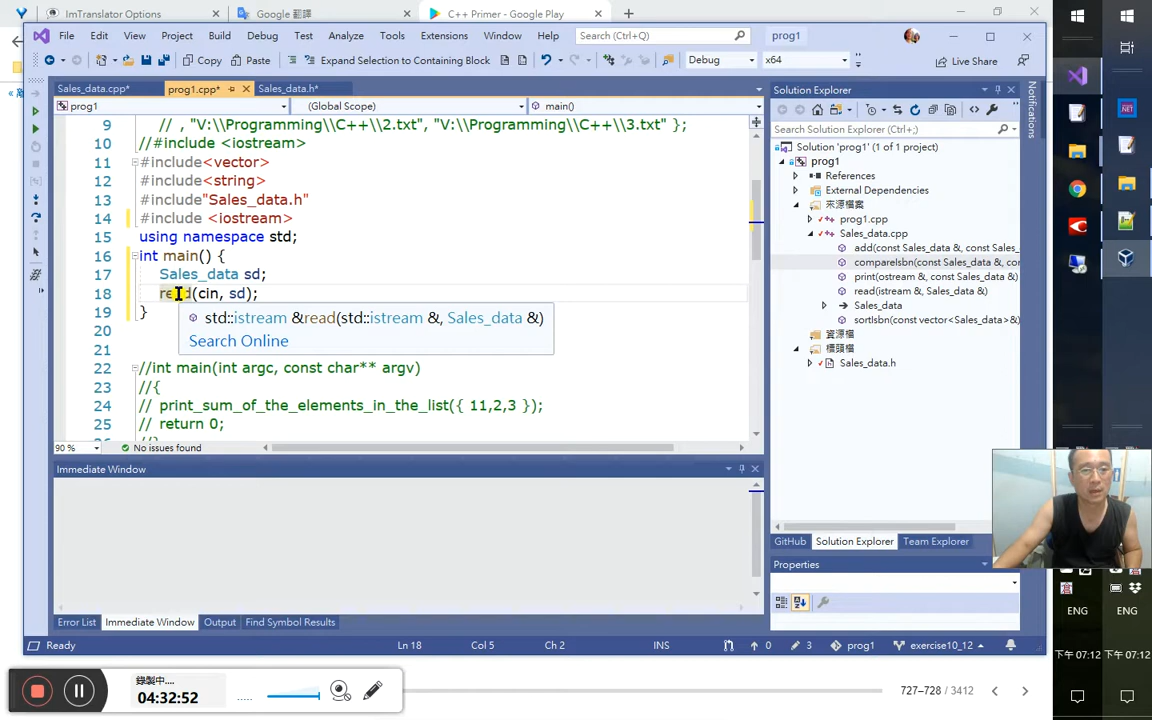 ImTranslator Options
Google 翻譯
C++ Primer - Google Play
File Edit View Project Build Debug Test Analyze Tools Extensions Window Help Search (Ctrl+Q) prog1
Copy Paste Expand Selection to Containing Block Debug x64 Live Share
Sales_data.cpp* prog1.cpp* Sales_data.h*
prog1 (Global Scope) main()
9 // , "V:\\Programming\\C++\\2.txt", "V:\\Programming\\C++\\3.txt" };
10 //#include <iostream>
11 #include<vector>
12 #include<string>
13 #include"Sales_data.h"
14 #include <iostream>
15 using namespace std;
16 int main() {
17 Sales_data sd;
18 read(cin, sd);
19 }
std::istream &read(std::istream &, Sales_data &)
Search Online
20
21
22 //int main(int argc, const char** argv)
23 //{
24 // print_sum_of_the_elements_in_the_list({ 11,2,3 });
25 // return 0;
90 % No issues found
Immediate Window
Error List Immediate Window Output Find Symbol Results
Solution Explorer
Search Solution Explorer (Ctrl+;)
Solution 'prog1' (1 of 1 project)
prog1
References
External Dependencies
來源檔案
prog1.cpp
Sales_data.cpp
add(const Sales_data &, const Sales_
compareIsbn(const Sales_data &, co
print(ostream &, const Sales_data &)
read(istream &, Sales_data &)
Sales_data
sortIsbn(const vector<Sales_data>&
資源檔
標頭檔
Sales_data.h
GitHub Solution Explorer Team Explorer
Properties
Notifications
Ready Ln 18 Col 5 Ch 2 INS 0 3 prog1 exercise10_12
錄製中....
04:32:52
727–728 / 3412
ENG ENG
下午 07:12 下午 07:12